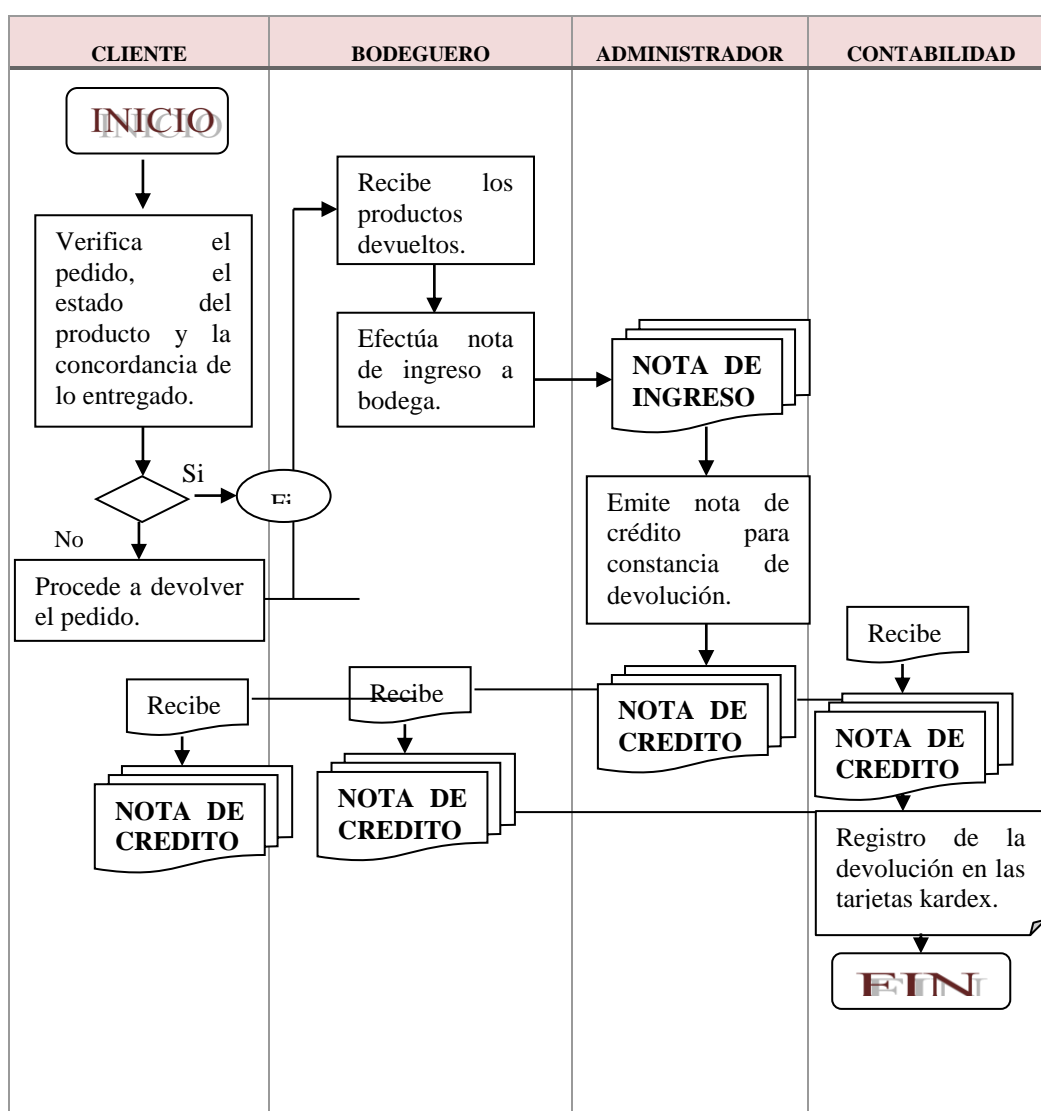 CLIENTE
BODEGUERO
ADMINISTRADOR
CONTABILIDAD
INICIO
Verifica el
pedido, el
estado del
producto y la
concordancia de
lo entregado.
Si
No
Procede a devolver
el pedido.
Recibe los
productos
devueltos.
Efectúa nota
de ingreso a
bodega.
NOTA DE
INGRESO
Emite nota de
crédito para
constancia de
devolución.
NOTA DE
CREDITO
Recibe
NOTA DE
CREDITO
Recibe
NOTA DE
CREDITO
Recibe
NOTA DE
CREDITO
Registro de la
devolución en las
tarjetas kardex.
FIN